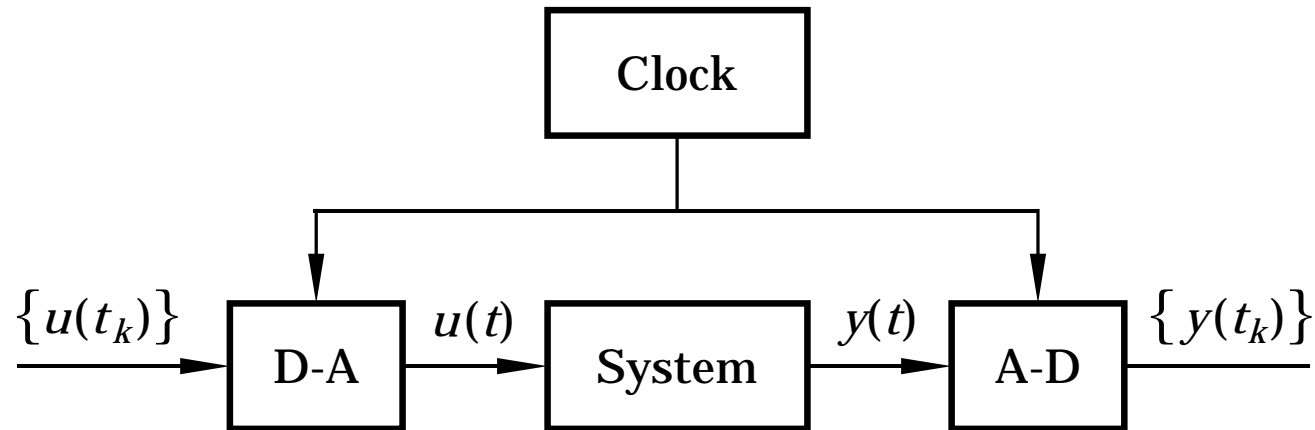 Clock
{u(t_k)}
D-A
u(t)
System
y(t)
A-D
{y(t_k)}